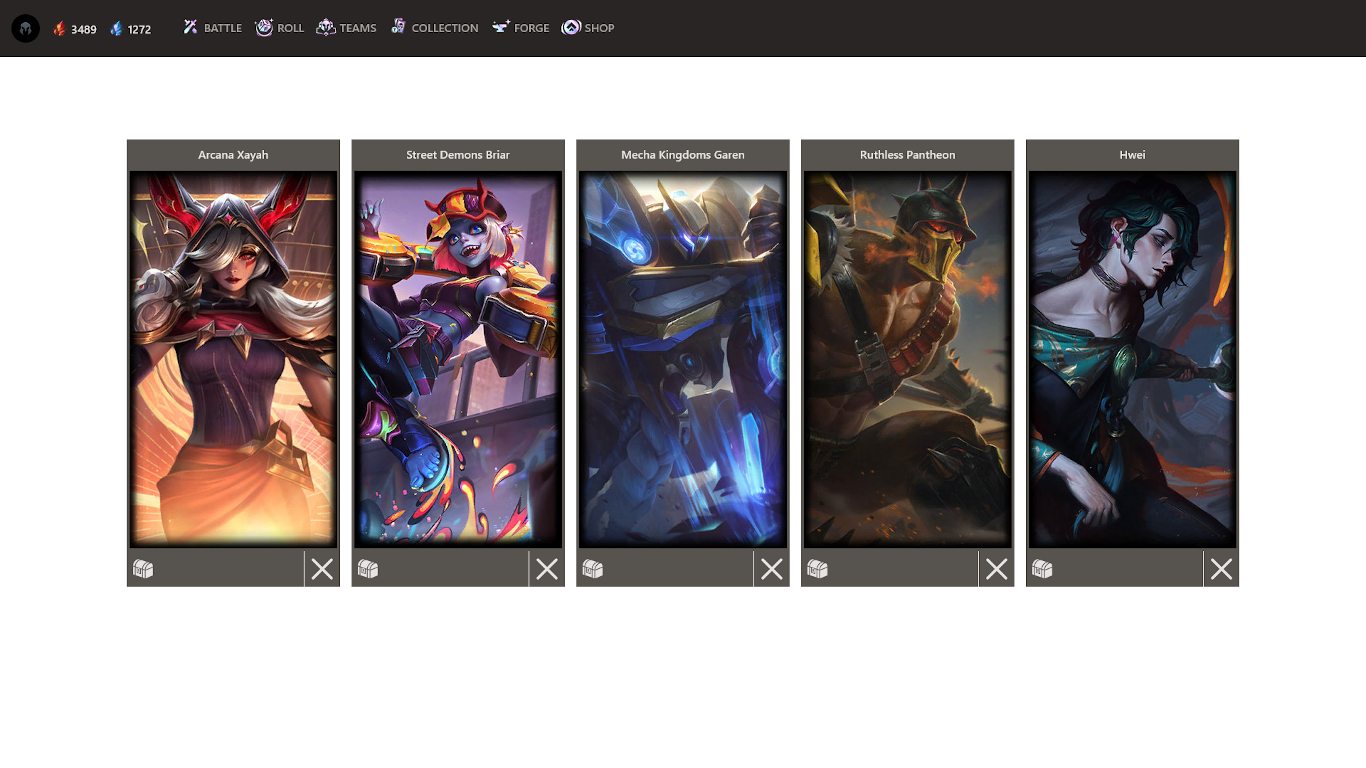 3489 1272 BATTLE ROLL TEAMS COLLECTION FORGE SHOP
Arcana Xayah
Street Demons Briar
Mecha Kingdoms Garen
Ruthless Pantheon
Hwei